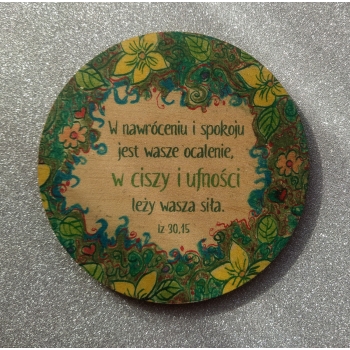 W nawróceniu i spokoju
jest wasze ocalenie,
w ciszy i ufności
leży wasza siła.
iz 30,15